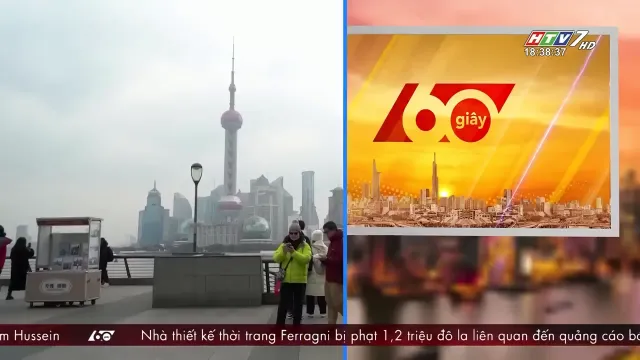 HTV7 HD
18:38:37
60 giây
m Hussein 60 Nhà thiết kế thời trang Ferragni bị phạt 1,2 triệu đô la liên quan đến quảng cáo b